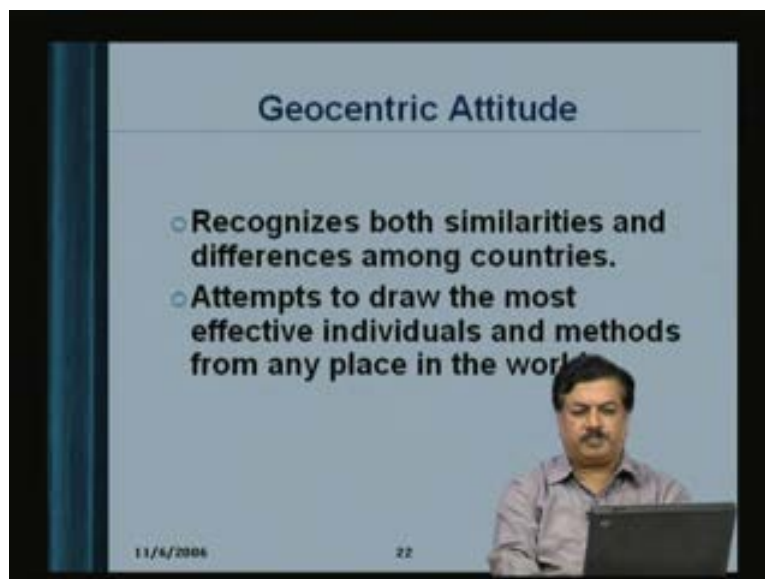 Geocentric Attitude
Recognizes both similarities and
differences among countries.
Attempts to draw the most
effective individuals and methods
from any place in the
11/6/2006 22